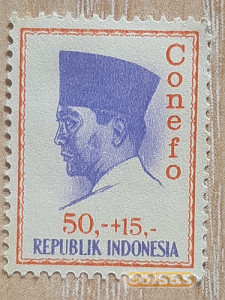 Conefo
50,-+15,-
REPUBLIK INDONESIA